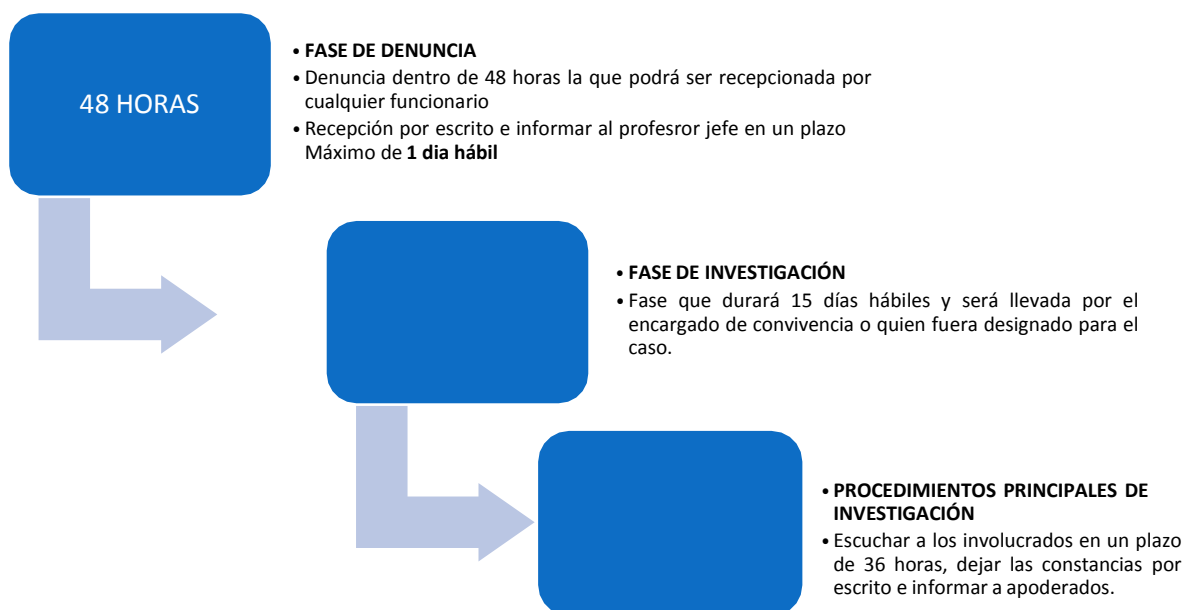 48 HORAS
• FASE DE DENUNCIA
• Denuncia dentro de 48 horas la que podrá ser recepcionada por
cualquier funcionario
• Recepción por escrito e informar al profesror jefe en un plazo
Máximo de 1 dia hábil
• FASE DE INVESTIGACIÓN
• Fase que durará 15 días hábiles y será llevada por el
encargado de convivencia o quien fuera designado para el
caso.
• PROCEDIMIENTOS PRINCIPALES DE
INVESTIGACIÓN
• Escuchar a los involucrados en un plazo
de 36 horas, dejar las constancias por
escrito e informar a apoderados.